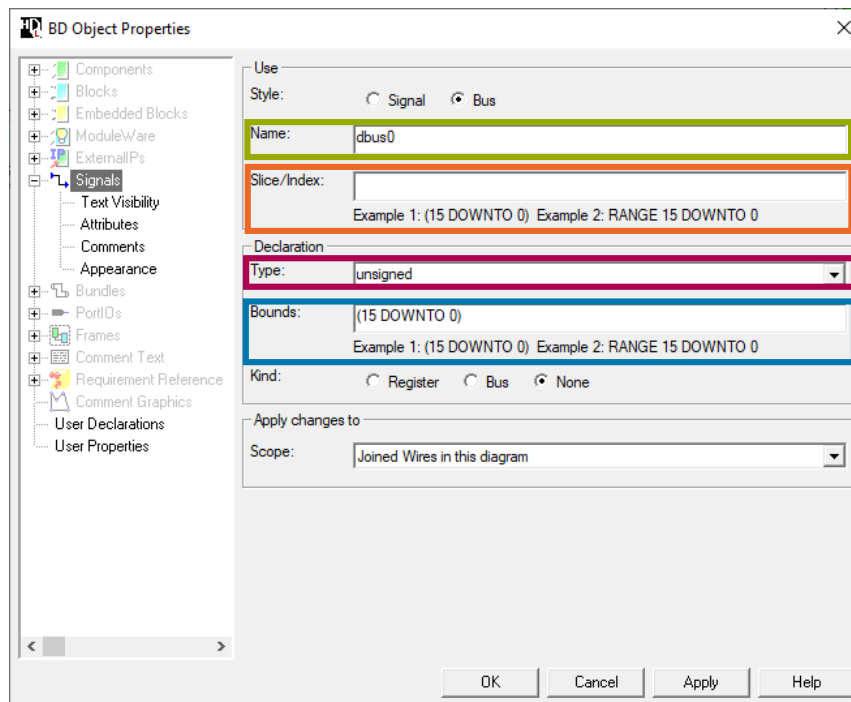 BD Object Properties
Components
Blocks
Embedded Blocks
ModuleWare
ExternalIPs
Signals
Text Visibility
Attributes
Comments
Appearance
Bundles
PortIOs
Frames
Comment Text
Requirement Reference
Comment Graphics
User Declarations
User Properties
Use
Style: Signal Bus
Name: dbus0
Slice/Index:
Example 1: (15 DOWNTO 0) Example 2: RANGE 15 DOWNTO 0
Declaration
Type: unsigned
Bounds: (15 DOWNTO 0)
Example 1: (15 DOWNTO 0) Example 2: RANGE 15 DOWNTO 0
Kind: Register Bus None
Apply changes to
Scope: Joined Wires in this diagram
OK Cancel Apply Help